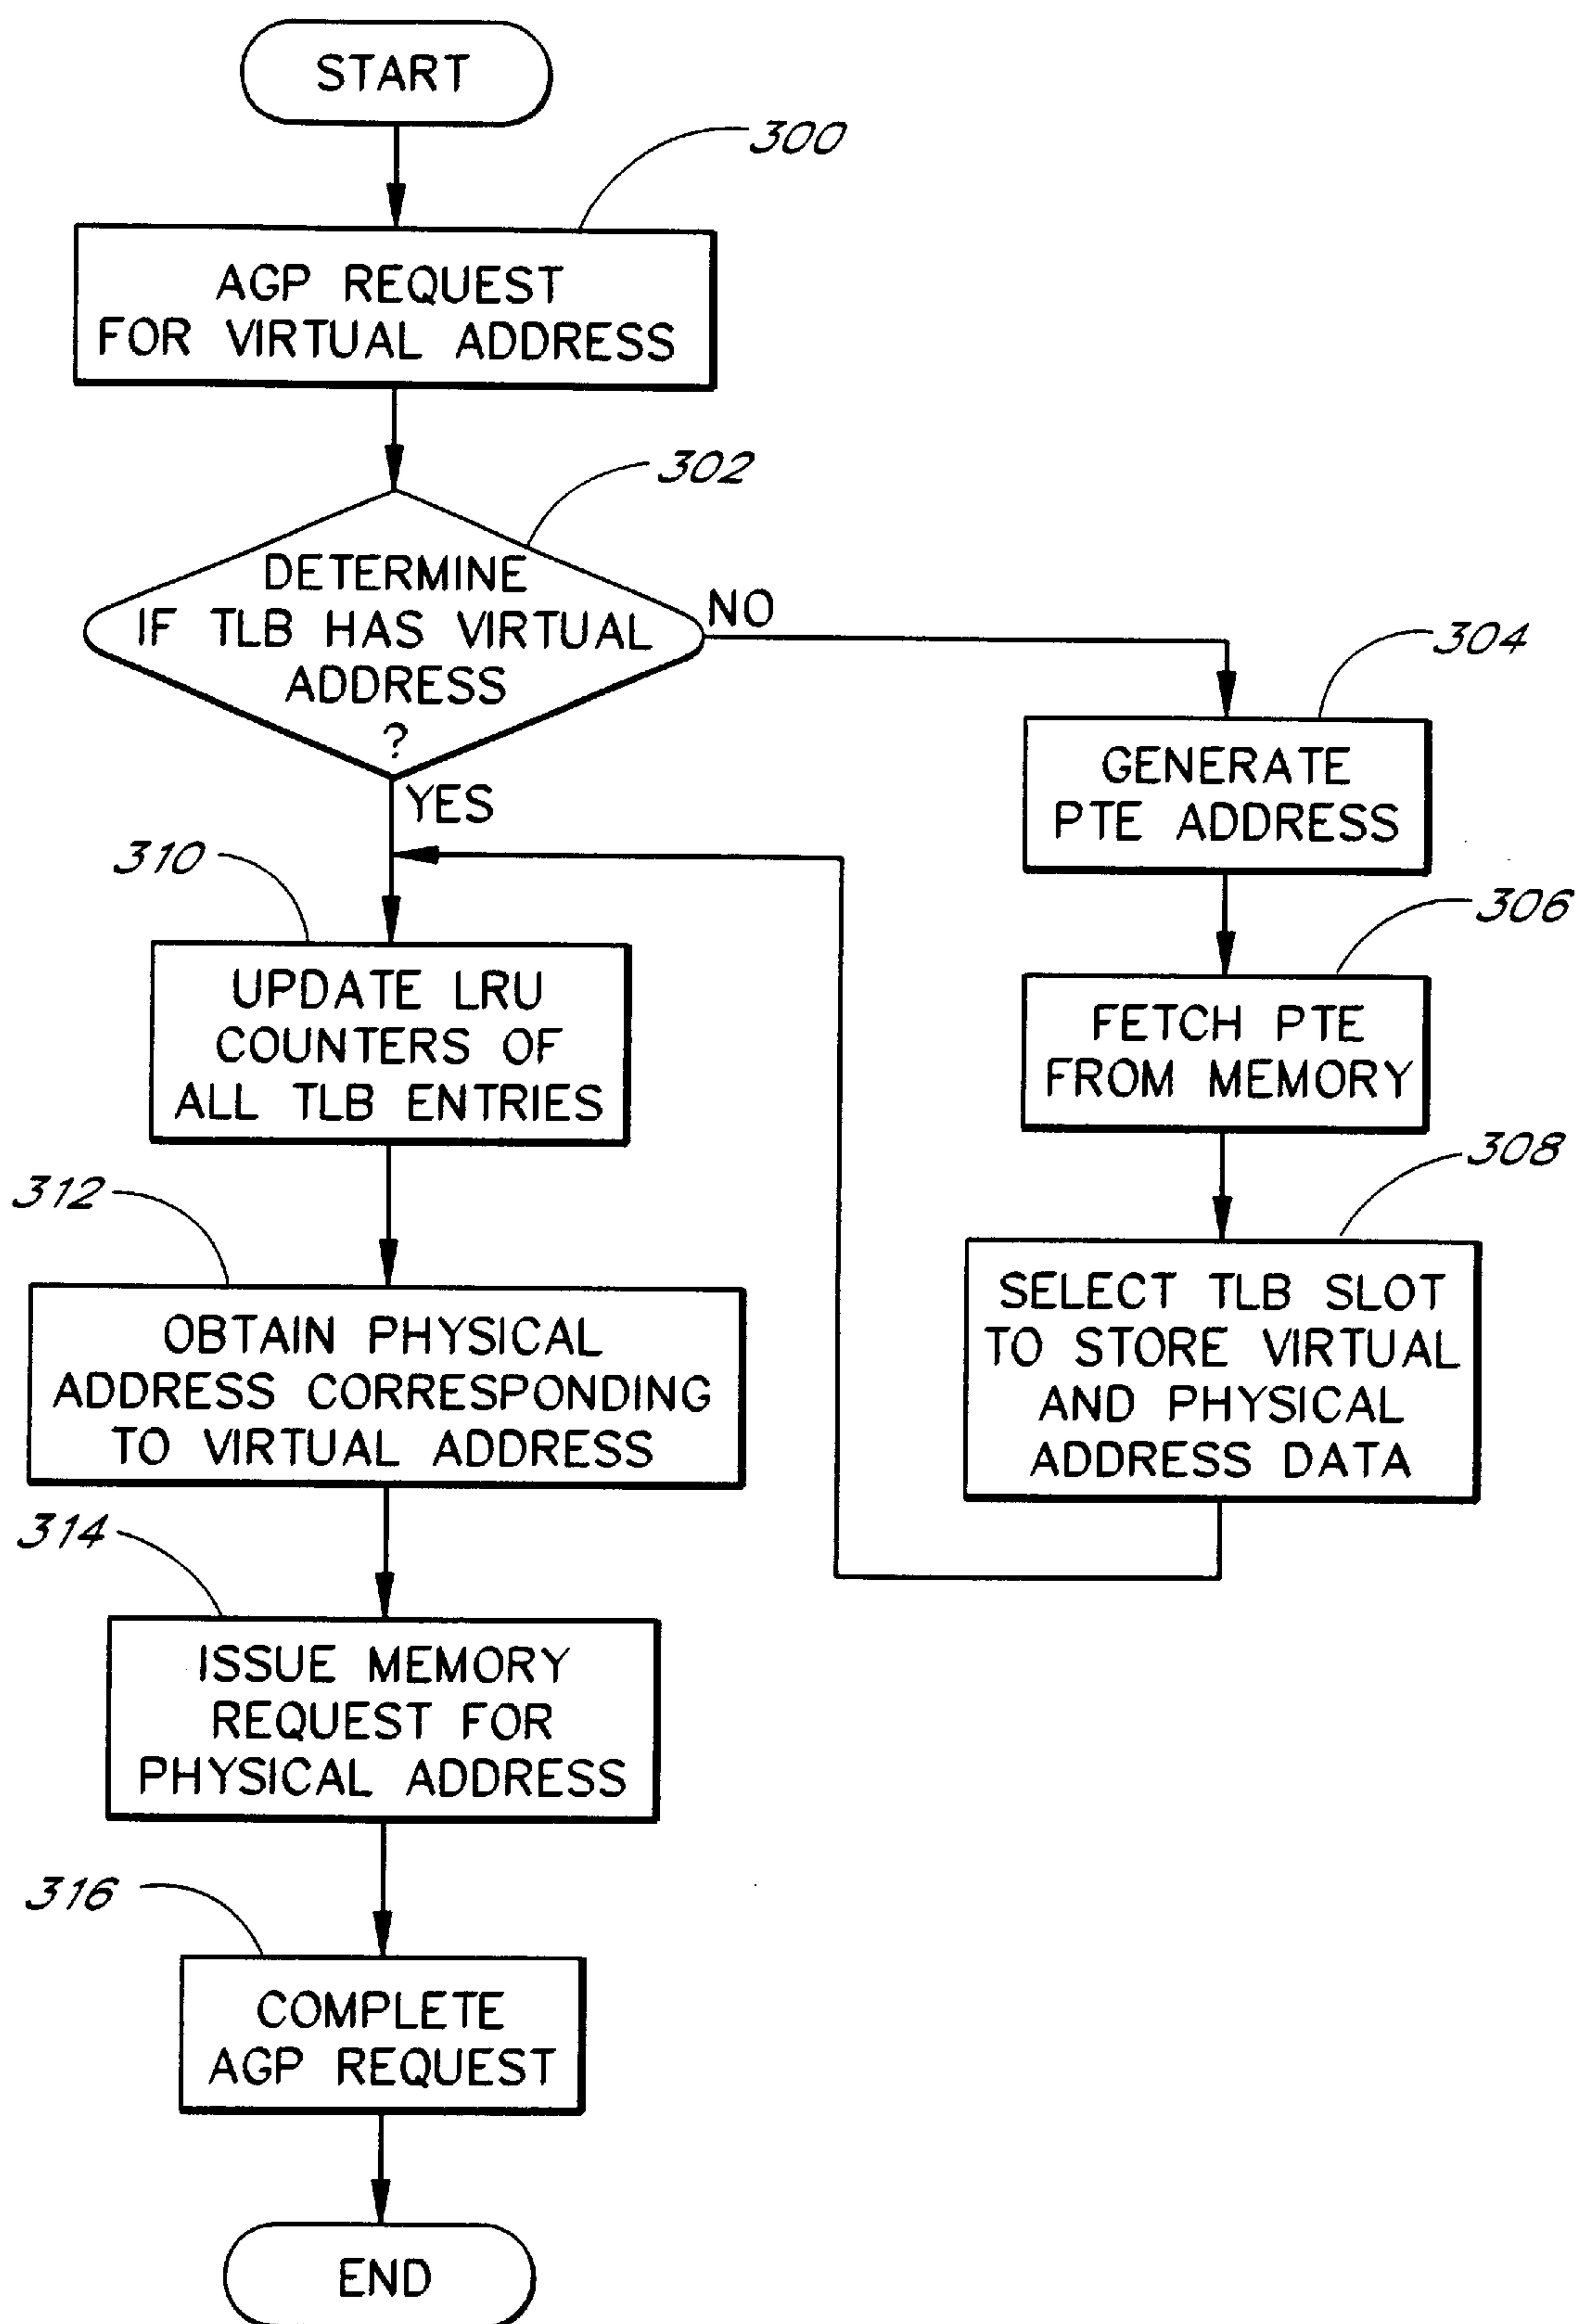 START
300
AGP REQUEST
FOR VIRTUAL ADDRESS
302
DETERMINE
IF TLB HAS VIRTUAL
ADDRESS
?
NO
YES
304
GENERATE
PTE ADDRESS
306
FETCH PTE
FROM MEMORY
308
SELECT TLB SLOT
TO STORE VIRTUAL
AND PHYSICAL
ADDRESS DATA
310
UPDATE LRU
COUNTERS OF
ALL TLB ENTRIES
312
OBTAIN PHYSICAL
ADDRESS CORRESPONDING
TO VIRTUAL ADDRESS
314
ISSUE MEMORY
REQUEST FOR
PHYSICAL ADDRESS
316
COMPLETE
AGP REQUEST
END